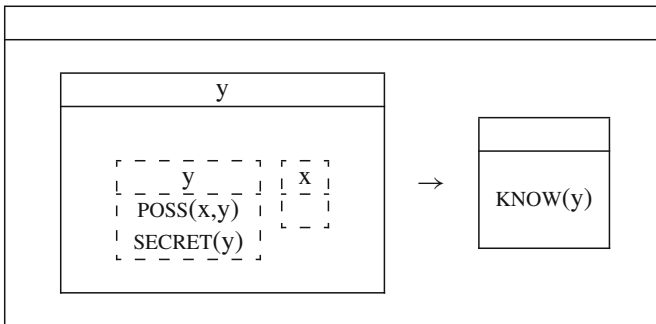 y
y
x
→
POSS(x,y)
SECRET(y)
KNOW(y)